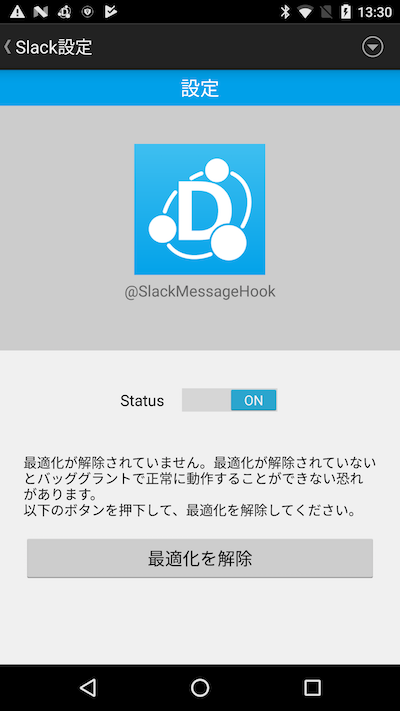 13:30
Slack設定
設定
D
@SlackMessageHook
Status
ON
最適化が解除されていません。最適化が解除されていない
とバッググラントで正常に動作することができない恐れ
があります。
以下のボタンを押下して、最適化を解除してください。
最適化を解除